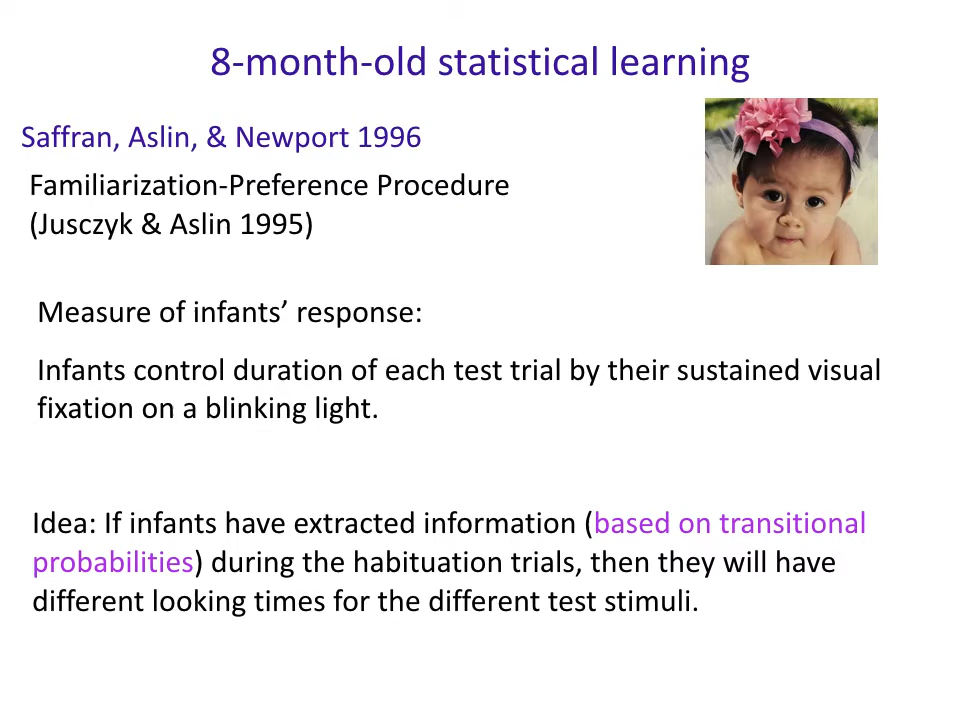 8-month-old statistical learning
Saffran, Aslin, & Newport 1996
Familiarization-Preference Procedure
(Jusczyk & Aslin 1995)
Measure of infants’ response:
Infants control duration of each test trial by their sustained visual
fixation on a blinking light.
Idea: If infants have extracted information (based on transitional
probabilities) during the habituation trials, then they will have
different looking times for the different test stimuli.